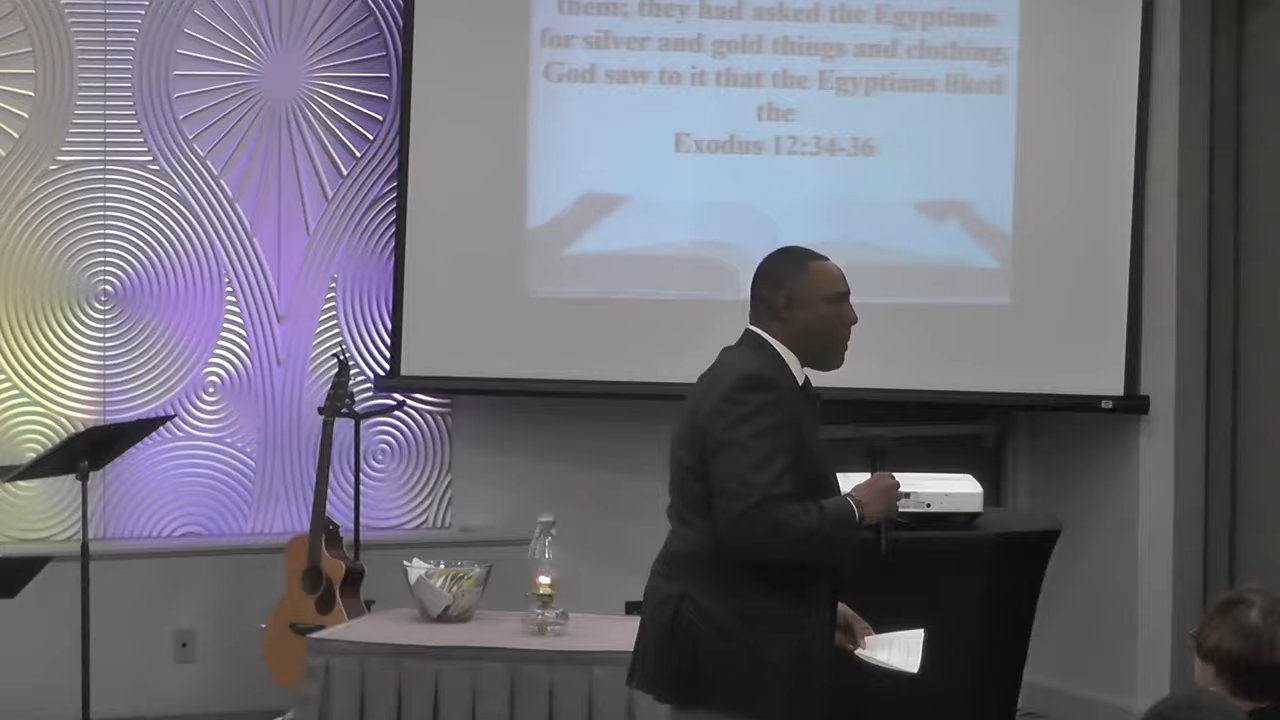 them; they had asked the Egyptians
for silver and gold things and clothing.
God saw to it that the Egyptians liked
the
Exodus 12:34-36